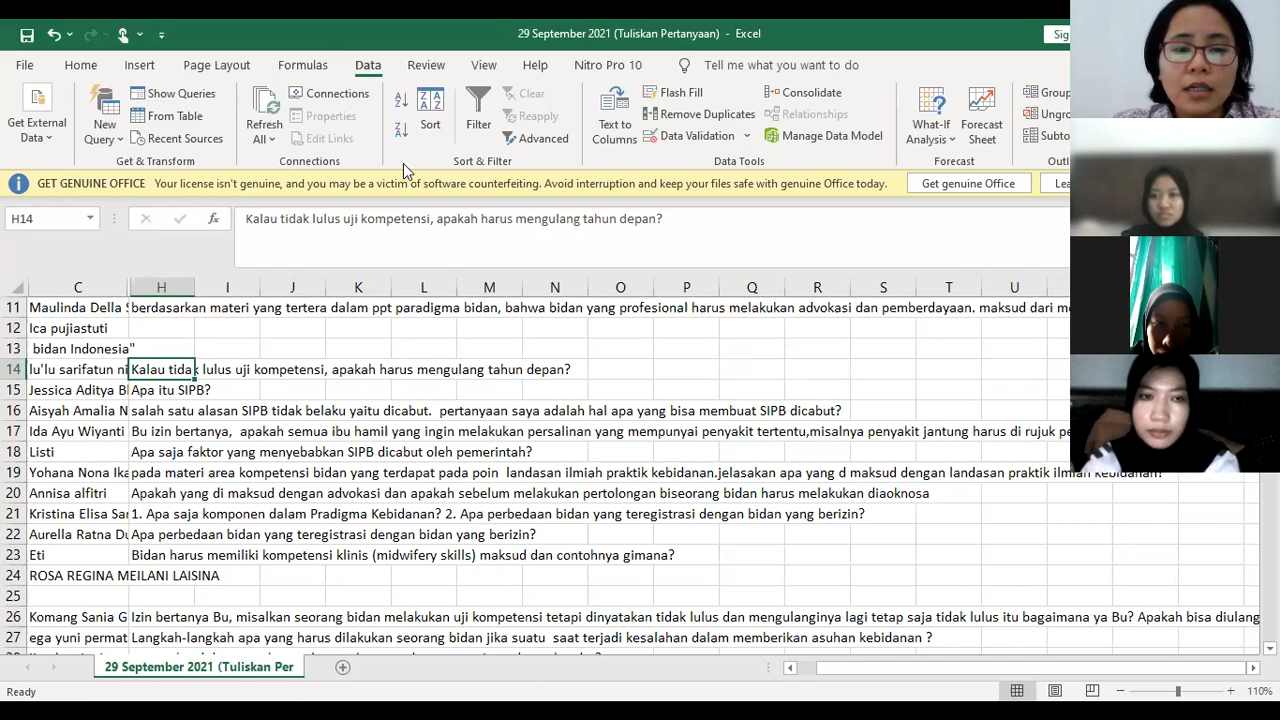 29 September 2021 (Tuliskan Pertanyaan) - Excel
Sig
File Home Insert Page Layout Formulas Data Review View Help Nitro Pro 10 Tell me what you want to do
Get External Data
New Query
Show Queries
From Table
Recent Sources
Get & Transform
Refresh All
Connections
Properties
Edit Links
Connections
Sort
Filter
Clear
Reapply
Advanced
Sort & Filter
Text to Columns
Flash Fill
Remove Duplicates
Data Validation
Consolidate
Relationships
Manage Data Model
Data Tools
What-If Analysis
Forecast Sheet
Forecast
Group
Ungro
Subto
Outl
GET GENUINE OFFICE Your license isn't genuine, and you may be a victim of software counterfeiting. Avoid interruption and keep your files safe with genuine Office today. Get genuine Office Lea
H14 fx Kalau tidak lulus uji kompetensi, apakah harus mengulang tahun depan?
C H I J K L M N O P Q R S T U
11 Maulinda Della S berdasarkan materi yang tertera dalam ppt paradigma bidan, bahwa bidan yang profesional harus melakukan advokasi dan pemberdayaan. maksud dari me
12 Ica pujiastuti
13 bidan Indonesia"
14 lu'lu sarifatun ni Kalau tidak lulus uji kompetensi, apakah harus mengulang tahun depan?
15 Jessica Aditya Bl Apa itu SIPB?
16 Aisyah Amalia N salah satu alasan SIPB tidak belaku yaitu dicabut. pertanyaan saya adalah hal apa yang bisa membuat SIPB dicabut?
17 Ida Ayu Wiyanti Bu izin bertanya, apakah semua ibu hamil yang ingin melakukan persalinan yang mempunyai penyakit tertentu,misalnya penyakit jantung harus di rujuk pe
18 Listi Apa saja faktor yang menyebabkan SIPB dicabut oleh pemerintah?
19 Yohana Nona Ika pada materi area kompetensi bidan yang terdapat pada poin landasan ilmiah praktik kebidanan.jelasakan apa yang d maksud dengan landasan praktik ilmiah kebidanan?
20 Annisa alfitri Apakah yang di maksud dengan advokasi dan apakah sebelum melakukan pertolongan biseorang bidan harus melakukan diaoknosa
21 Kristina Elisa Sar 1. Apa saja komponen dalam Pradigma Kebidanan? 2. Apa perbedaan bidan yang teregistrasi dengan bidan yang berizin?
22 Aurella Ratna Du Apa perbedaan bidan yang teregistrasi dengan bidan yang berizin?
23 Eti Bidan harus memiliki kompetensi klinis (midwifery skills) maksud dan contohnya gimana?
24 ROSA REGINA MEILANI LAISINA
25
26 Komang Sania G Izin bertanya Bu, misalkan seorang bidan melakukan uji kompetensi tetapi dinyatakan tidak lulus dan mengulanginya lagi tetap saja tidak lulus itu bagaimana ya Bu? Apakah bisa diulang
27 ega yuni permat Langkah-langkah apa yang harus dilakukan seorang bidan jika suatu saat terjadi kesalahan dalam memberikan asuhan kebidanan ?
29 September 2021 (Tuliskan Per
Ready 110%